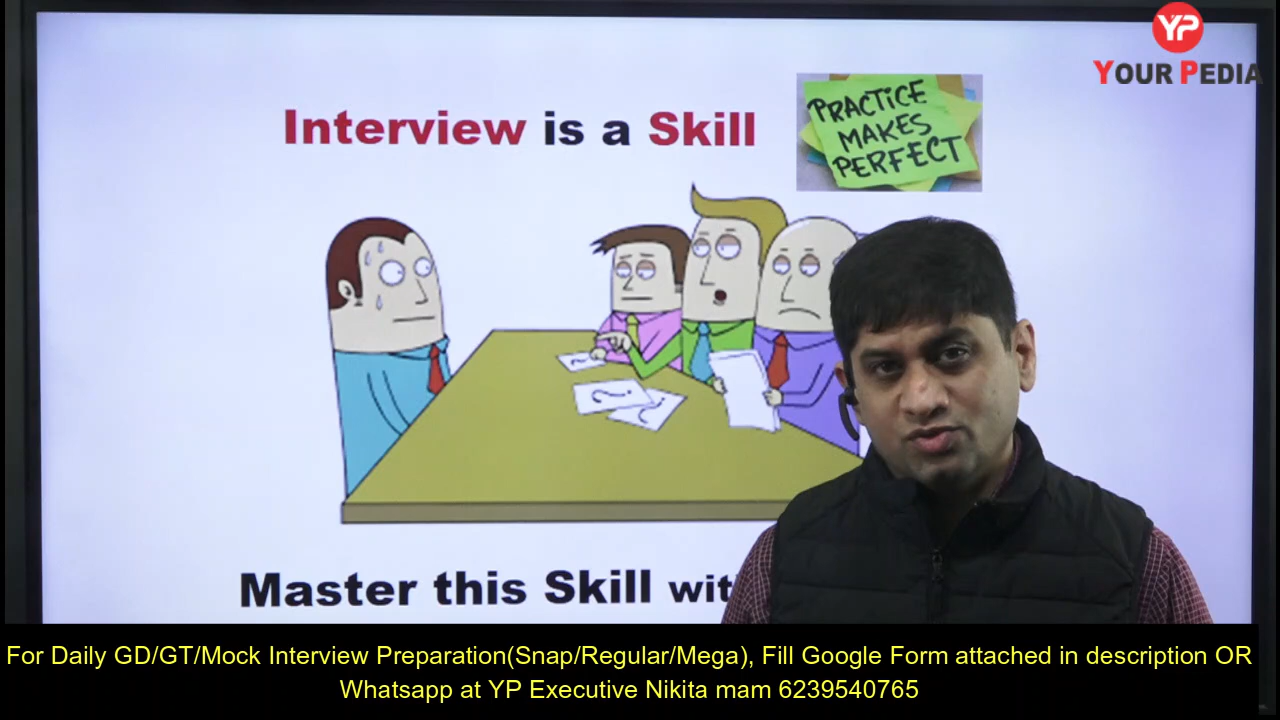 YP
YOUR PEDIA
Interview is a Skill
PRACTICE
MAKES
PERFECT
Master this Skill
For Daily GD/GT/Mock Interview Preparation(Snap/Regular/Mega), Fill Google Form attached in description OR
Whatsapp at YP Executive Nikita mam 6239540765